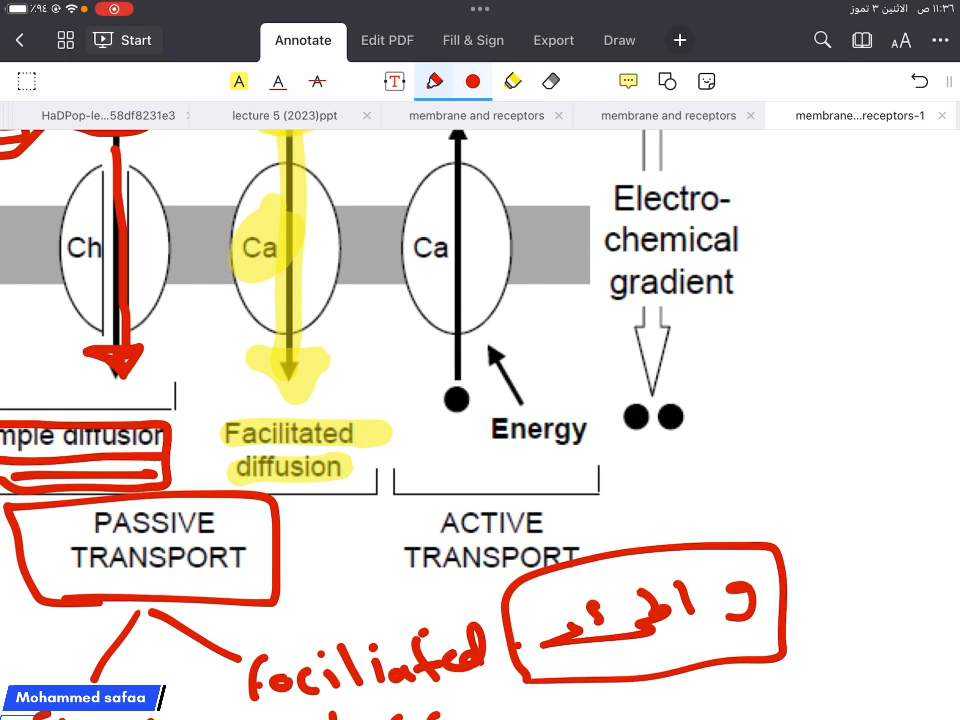 ٪٩٤
١١:٣٦ ص الاثنين ٣ تموز
Start
Annotate
Edit PDF
Fill & Sign
Export
Draw
HaDPop-le...58df8231e3
lecture 5 (2023)ppt
membrane and receptors
membrane and receptors
membrane...receptors-1
Ch
Ca
Ca
Electro-
chemical
gradient
mple diffusion
Facilitated
diffusion
Energy
PASSIVE
TRANSPORT
ACTIVE
TRANSPORT
faciliated
Mohammed safaa